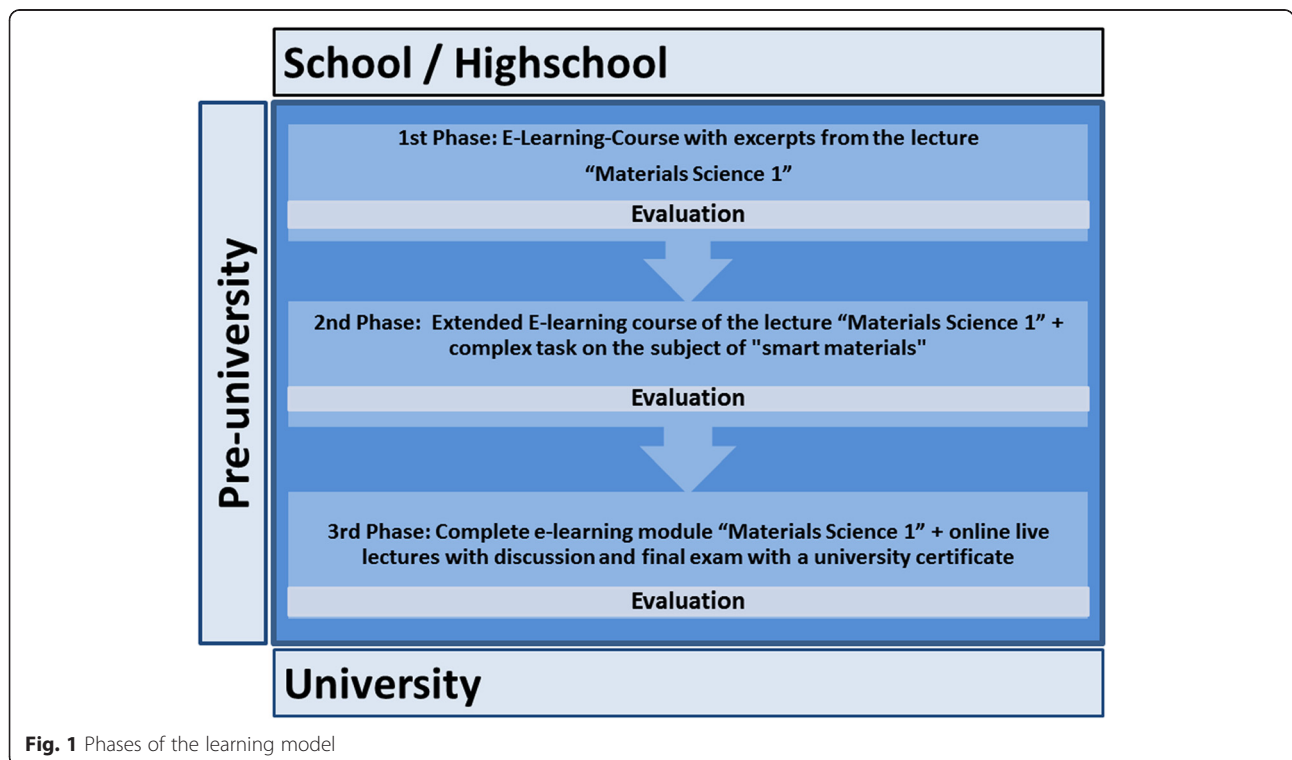 School / Highschool
Pre-university
1st Phase: E-Learning-Course with excerpts from the lecture
“Materials Science 1”
Evaluation
2nd Phase: Extended E-learning course of the lecture “Materials Science 1” +
complex task on the subject of "smart materials"
Evaluation
3rd Phase: Complete e-learning module “Materials Science 1” + online live
lectures with discussion and final exam with a university certificate
Evaluation
University
Fig. 1 Phases of the learning model